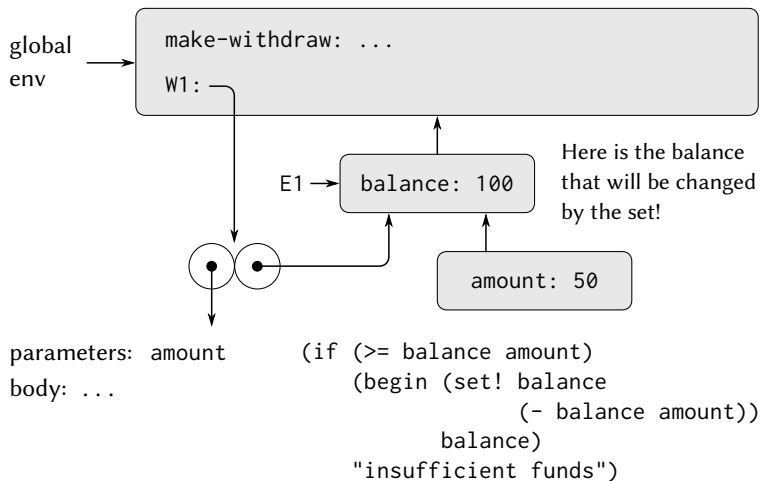 global
env
make-withdraw: ...
W1:
E1
balance: 100
Here is the balance
that will be changed
by the set!
amount: 50
parameters: amount
body: ...
(if (>= balance amount)
(begin (set! balance
(- balance amount))
balance)
"insufficient funds")